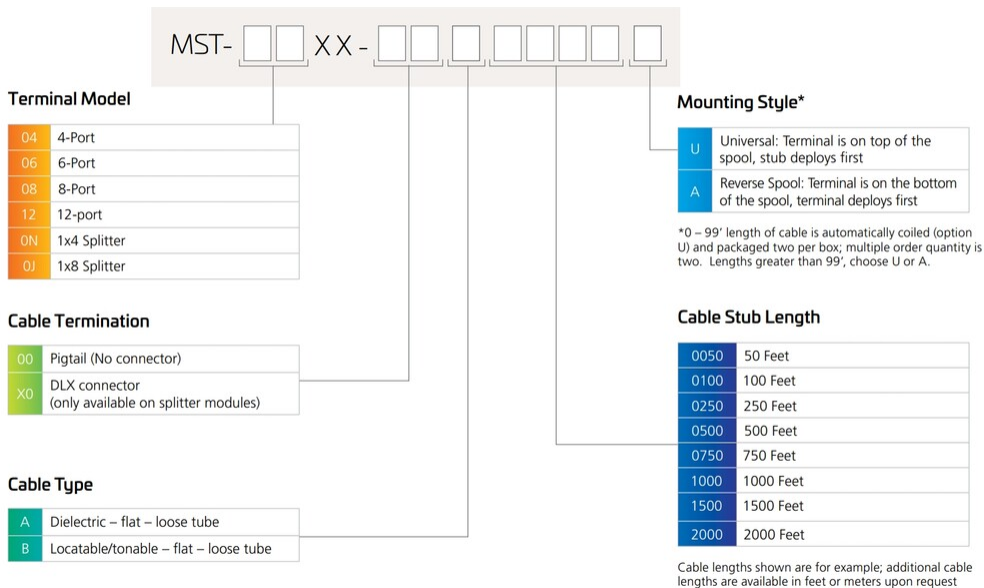 MST- XX-
Terminal Model
04 4-Port
06 6-Port
08 8-Port
12 12-port
0N 1x4 Splitter
0J 1x8 Splitter
Cable Termination
00 Pigtail (No connector)
X0 DLX connector
(only available on splitter modules)
Cable Type
A Dielectric – flat – loose tube
B Locatable/tonable – flat – loose tube
Mounting Style*
U Universal: Terminal is on top of the
spool, stub deploys first
A Reverse Spool: Terminal is on the bottom
of the spool, terminal deploys first
*0 – 99’ length of cable is automatically coiled (option
U) and packaged two per box; multiple order quantity is
two. Lengths greater than 99’, choose U or A.
Cable Stub Length
0050 50 Feet
0100 100 Feet
0250 250 Feet
0500 500 Feet
0750 750 Feet
1000 1000 Feet
1500 1500 Feet
2000 2000 Feet
Cable lengths shown are for example; additional cable
lengths are available in feet or meters upon request